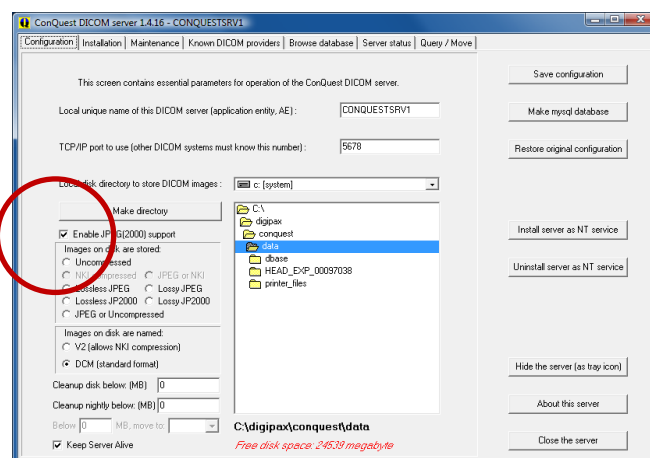 ConQuest DICOM server 1.4.16 - CONQUESTSRV1
Configuration Installation Maintenance Known DICOM providers Browse database Server status Query / Move
This screen contains essential parameters for operation of the ConQuest DICOM server.
Local unique name of this DICOM server (application entity, AE) : CONQUESTSRV1
TCP/IP port to use (other DICOM systems must know this number) : 5678
Local disk directory to store DICOM images : c: [system]
Make directory
Enable JPEG(2000) support
Images on disk are stored:
Uncompressed
NKI compressed JPEG or NKI
Lossless JPEG Lossy JPEG
Lossless JP2000 Lossy JP2000
JPEG or Uncompressed
Images on disk are named:
V2 (allows NKI compression)
DCM (standard format)
Cleanup disk below: (MB) 0
Cleanup nightly below: (MB) 0
Below 0 MB, move to:
Keep Server Alive
C:\
digipax
conquest
data
dbase
HEAD_EXP_00097038
printer_files
C:\digipax\conquest\data
Free disk space: 24539 megabyte
Save configuration
Make mysql database
Restore original configuration
Install server as NT service
Uninstall server as NT service
Hide the server (as tray icon)
About this server
Close the server